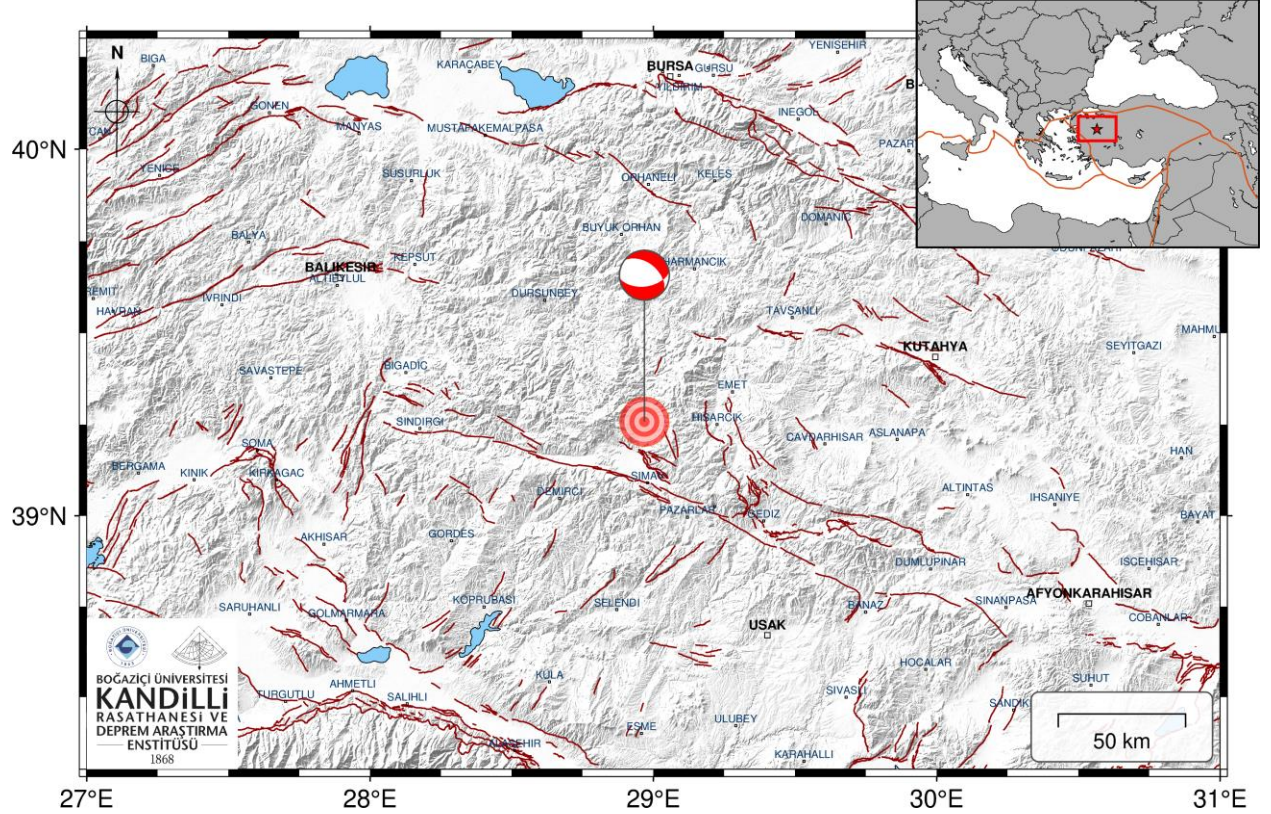 N
BIGA
KARACABEY
BURSA
GURSU
YENISEHIR
YILDIRIM
GONEN
CAN
MANYAS
MUSTAFAKEMALPASA
INEGOL
40°N
YENICE
SUSURLUK
ORHANELI
KELES
PAZAR
DOMANIC
BUYUK ORHAN
BALYA
KEPSUT
BALIKESIR
ALTIEYLUL
HARMANCIK
REMIT
HAVRAN
IVRINDI
DURSUNBEY
TAVSANLI
MAHMU
KUTAHYA
SEYITGAZI
SAVASTEPE
BIGADIC
EMET
SINDIRGI
HISARCIK
CAVDARHISAR
ASLANAPA
SOMA
HAN
BERGAMA
KINIK
KIRKAGAC
SIMAV
DEMIRCI
ALTINTAS
IHSANIYE
39°N
PAZARLAR
GEDIZ
BAYAT
AKHISAR
GORDES
DUMLUPINAR
ISCEHISAR
SARUHANLI
GOLMARMARA
KOPRUBASI
SELENDI
BANAZ
SINANPASA
AFYONKARAHISAR
COBANLAR
USAK
HOCALAR
BOĞAZİÇİ ÜNİVERSİTESİ
1863
KANDİLLİ
RASATHANESİ VE
DEPREM ARAŞTIRMA
ENSTİTÜSÜ
1868
TURGUTLU
AHMETLI
SALIHLI
KULA
SIVASLI
SUHUT
SANDIK
ALASEHIR
ESME
ULUBEY
KARAHALLI
50 km
27°E
28°E
29°E
30°E
31°E